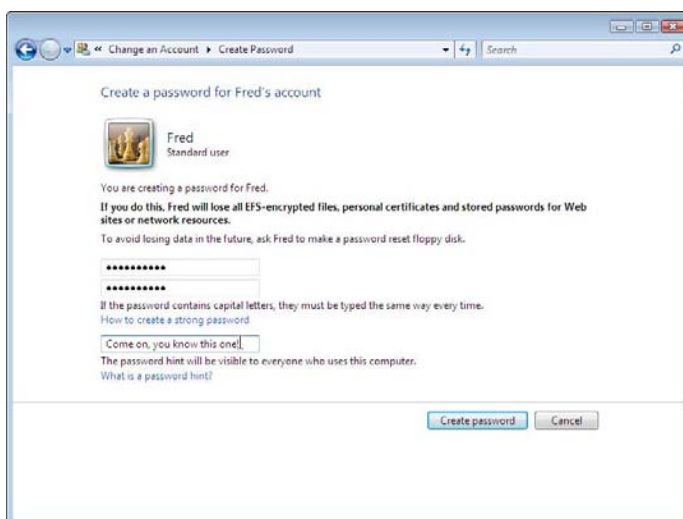 « Change an Account ▸ Create Password
Search
Create a password for Fred's account
Fred
Standard user
You are creating a password for Fred.
If you do this, Fred will lose all EFS-encrypted files, personal certificates and stored passwords for Web
sites or network resources.
To avoid losing data in the future, ask Fred to make a password reset floppy disk.
••••••••••
••••••••••
If the password contains capital letters, they must be typed the same way every time.
How to create a strong password
Come on, you know this one!
The password hint will be visible to everyone who uses this computer.
What is a password hint?
Create password
Cancel